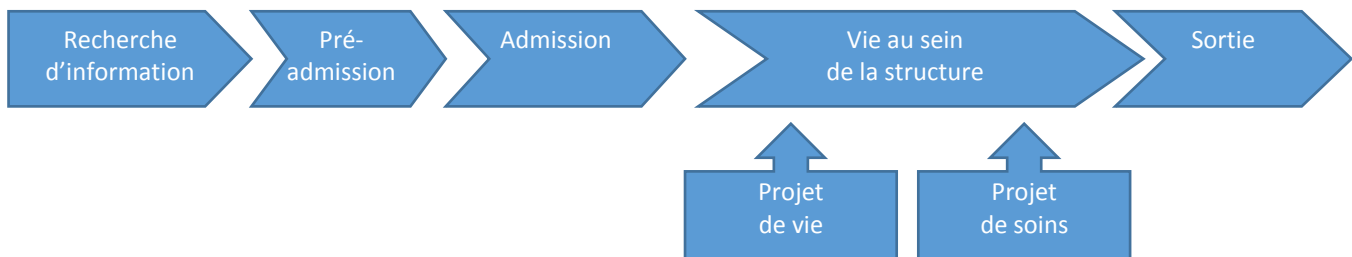 Recherche
d’information
Pré-
admission
Admission
Vie au sein
de la structure
Sortie
Projet
de vie
Projet
de soins